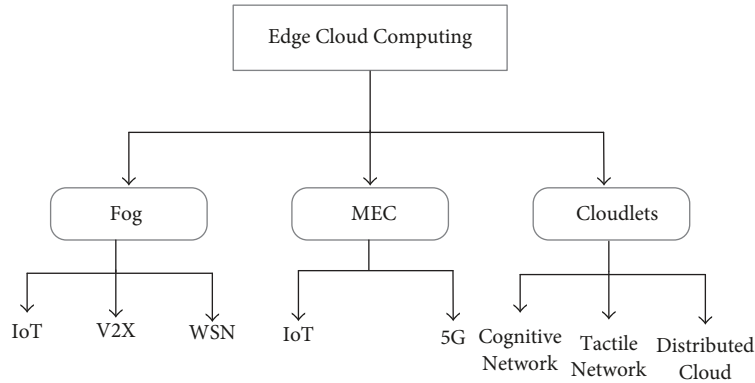 Edge Cloud Computing
Fog
MEC
Cloudlets
IoT
V2X
WSN
IoT
5G
Cognitive
Network
Tactile
Network
Distributed
Cloud